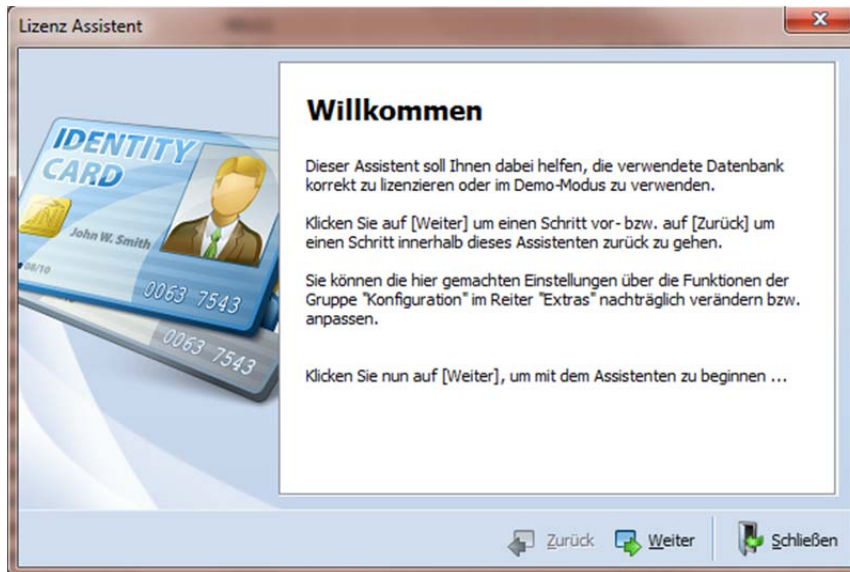 Lizenz Assistent
IDENTITY
CARD
John W. Smith
08/10
0063 7543
0063 7543
Willkommen
Dieser Assistent soll Ihnen dabei helfen, die verwendete Datenbank
korrekt zu lizenzieren oder im Demo-Modus zu verwenden.
Klicken Sie auf [Weiter] um einen Schritt vor- bzw. auf [Zurück] um
einen Schritt innerhalb dieses Assistenten zurück zu gehen.
Sie können die hier gemachten Einstellungen über die Funktionen der
Gruppe "Konfiguration" im Reiter "Extras" nachträglich verändern bzw.
anpassen.
Klicken Sie nun auf [Weiter], um mit dem Assistenten zu beginnen ...
Zurück Weiter Schließen